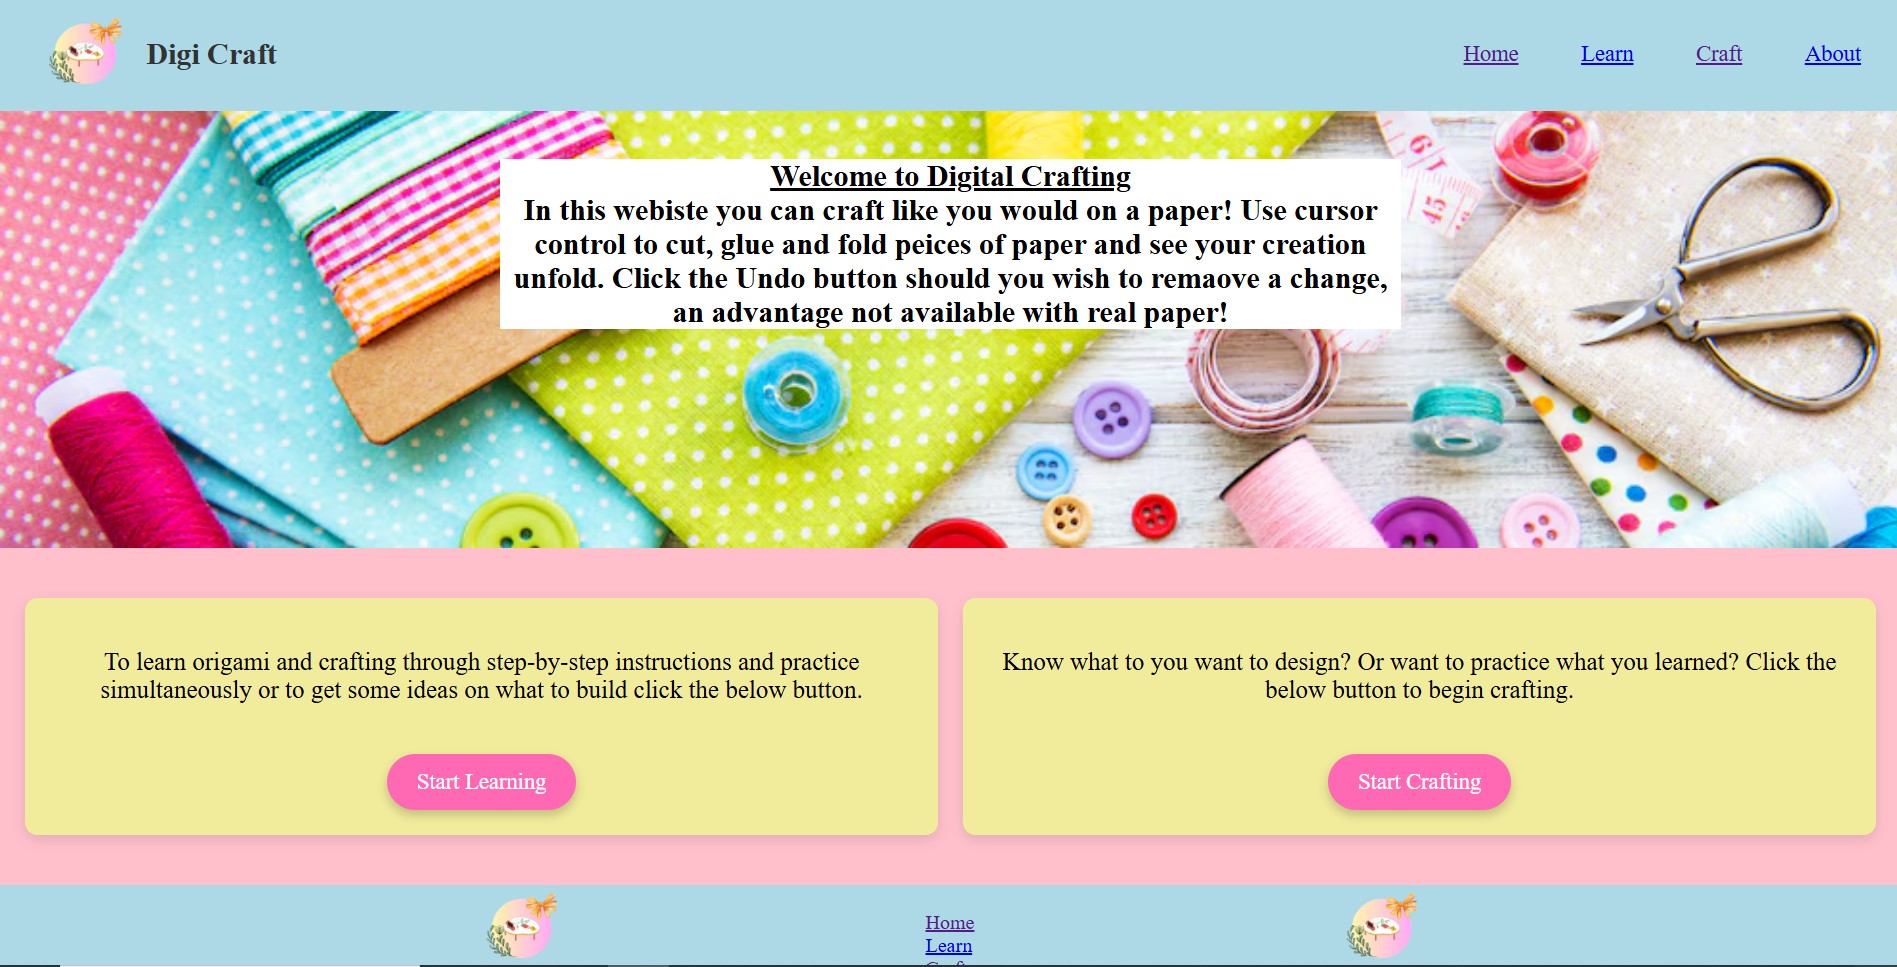 Digi Craft
Home
Learn
Craft
About
Welcome to Digital Crafting
In this webiste you can craft like you would on a paper! Use cursor
control to cut, glue and fold peices of paper and see your creation
unfold. Click the Undo button should you wish to remaove a change,
an advantage not available with real paper!
19
45
To learn origami and crafting through step-by-step instructions and practice
simultaneously or to get some ideas on what to build click the below button.
Start Learning
Know what to you want to design? Or want to practice what you learned? Click the
below button to begin crafting.
Start Crafting
Home
Learn